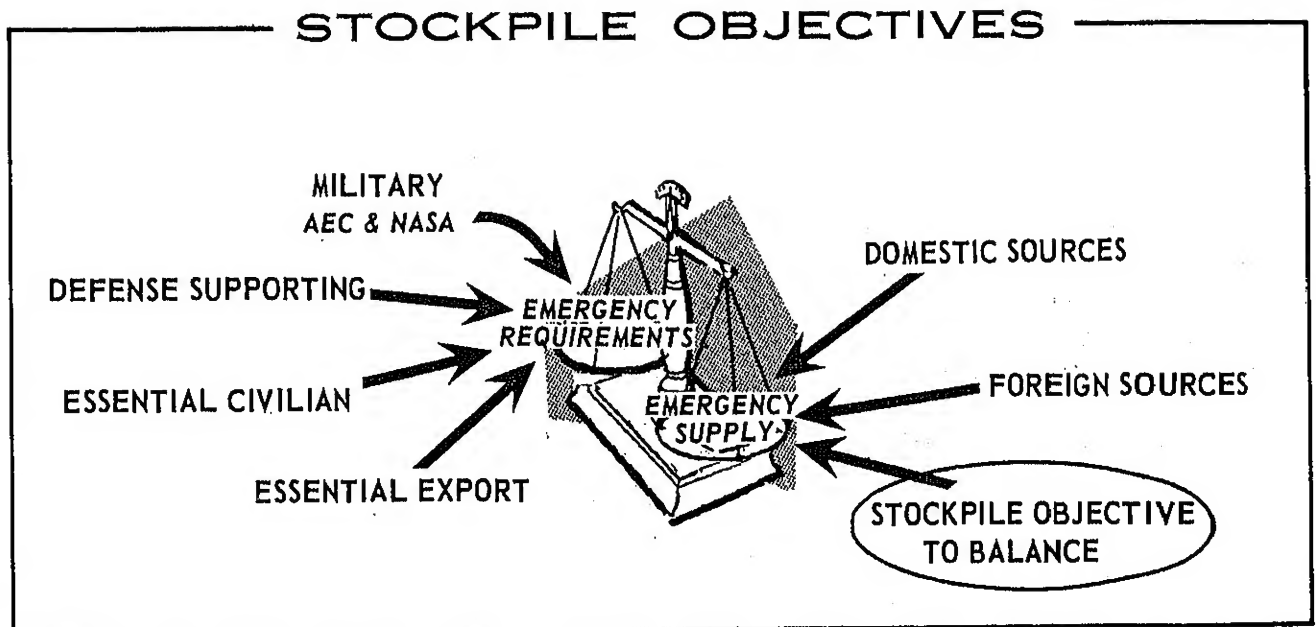 STOCKPILE OBJECTIVES
MILITARY
AEC & NASA
DEFENSE SUPPORTING
ESSENTIAL CIVILIAN
ESSENTIAL EXPORT
EMERGENCY
REQUIREMENTS
EMERGENCY
SUPPLY
DOMESTIC SOURCES
FOREIGN SOURCES
STOCKPILE OBJECTIVE
TO BALANCE